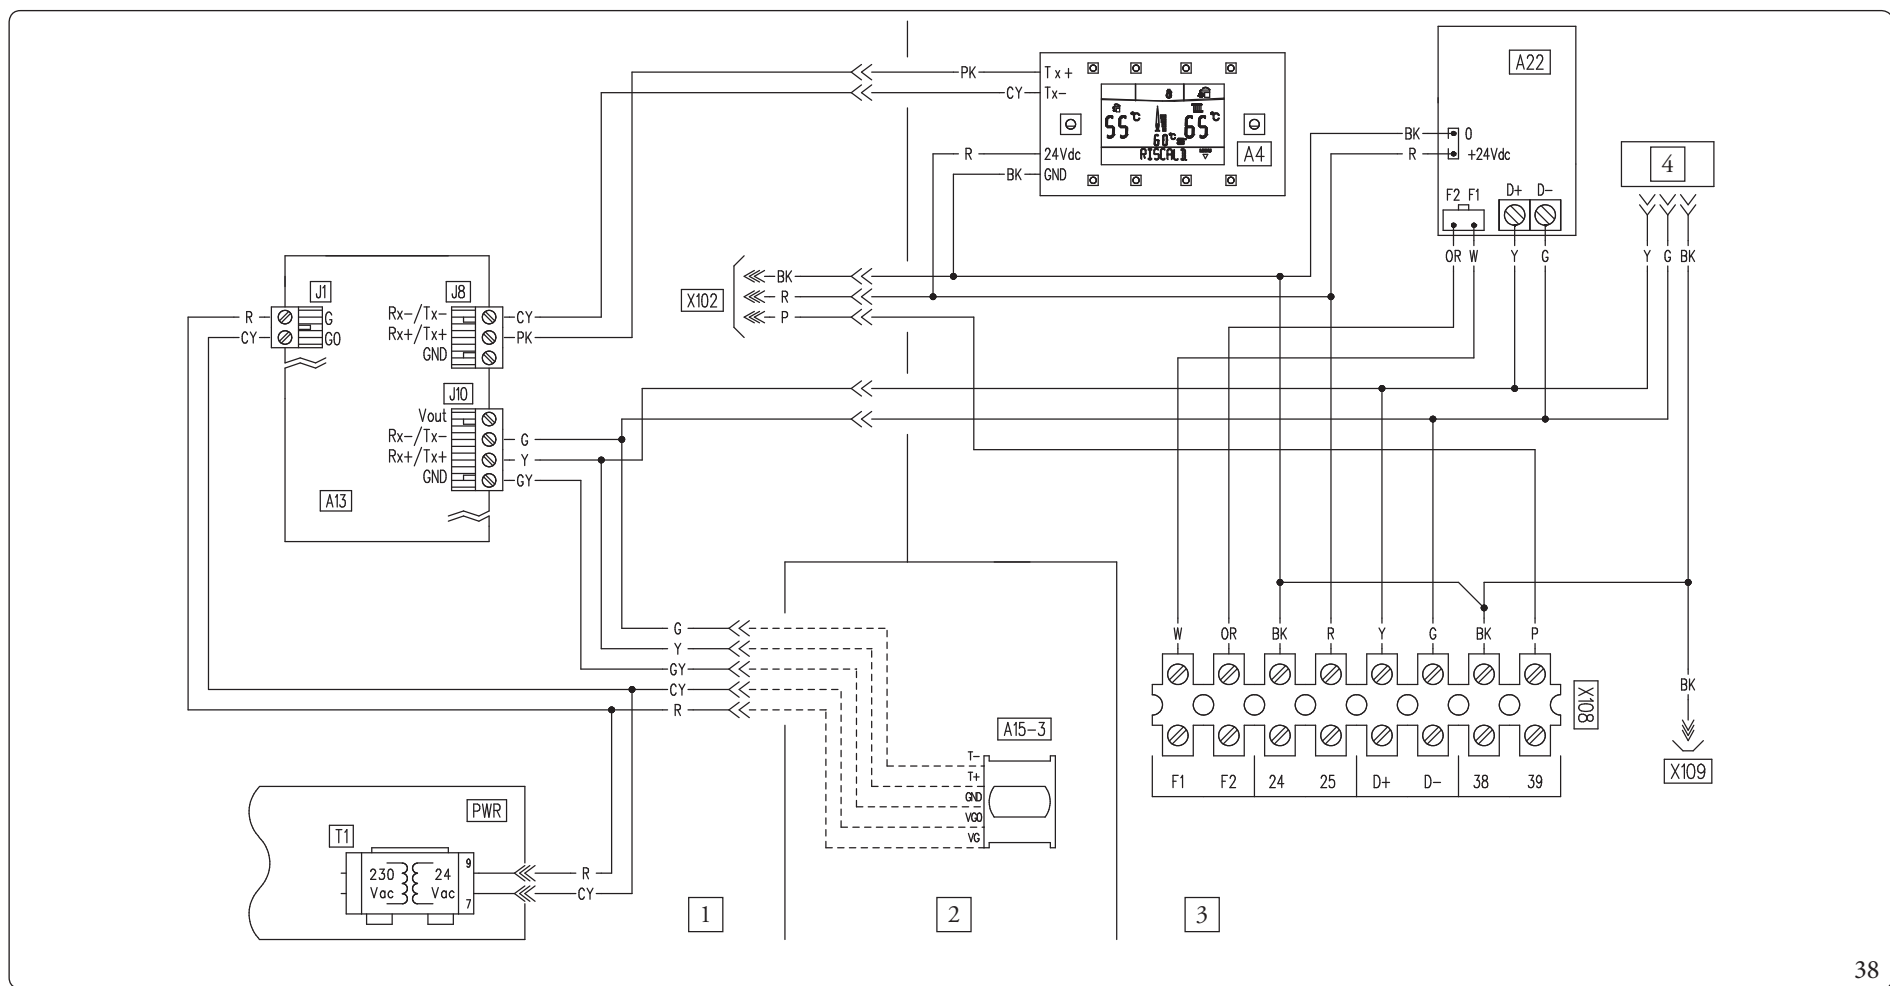 PK
Tx+
CY
Tx-
R
24Vdc
BK
GND
8
55 °C
65 °C
60 °C
RISCALD
A4
A22
BK
0
R
+24Vdc
F2 F1
D+ D-
OR W
Y
G
4
Y G BK
X102
BK
R
P
J1
J8
R
G
CY
G0
Rx-/Tx-
CY
Rx+/Tx+
PK
GND
J10
Vout
Rx-/Tx-
G
Rx+/Tx+
Y
GND
GY
A13
G
Y
GY
CY
R
W
OR
BK
R
Y
G
BK
P
BK
X108
X109
A15-3
T-
T+
GND
VG0
VG
F1
F2
24
25
D+
D-
38
39
PWR
T1
230
Vac
24
Vac
9
7
R
CY
1
2
3
38